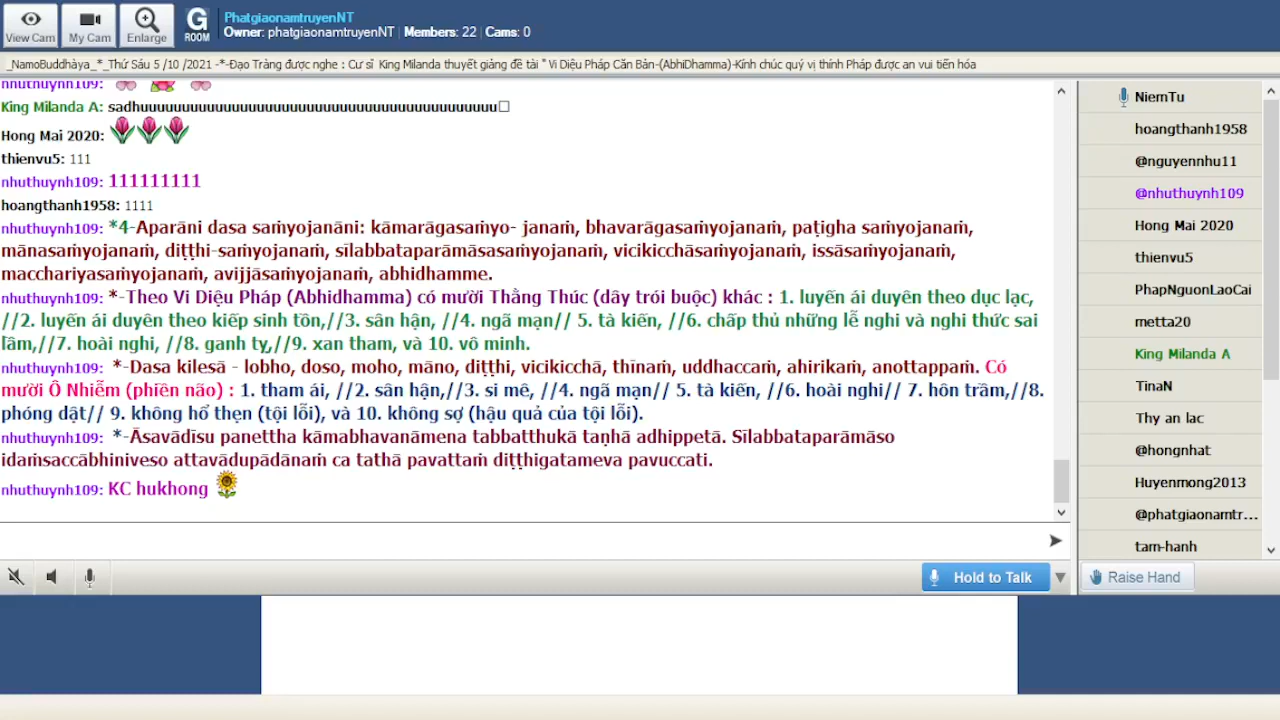 View Cam
My Cam
Enlarge
G
ROOM
PhatgiaonamtruyenNT
Owner: phatgiaonamtruyenNT | Members: 22 | Cams: 0
_NamoBuddhàya_*_Thứ Sáu 5 /10 /2021 -*-Đạo Tràng được nghe : Cư sĩ King Milanda thuyết giảng đề tài " Vi Diệu Pháp Căn Bản-(AbhiDhamma)-Kính chúc quý vị thính Pháp được an vui tiến hóa
nhuthuynh109:
King Milanda A: sadhuuuuuuuuuuuuuuuuuuuuuuuuuuuuuuuuuuuuuuuuuu□
Hong Mai 2020:
thienvu5: 111
nhuthuynh109: 111111111
hoangthanh1958: 1111
nhuthuynh109: *4-Aparāni dasa saṁyojanāni: kāmarāgasaṁyo- janaṁ, bhavarāgasaṁyojanaṁ, paṭigha saṁyojanaṁ,
mānasaṁyojanaṁ, diṭṭhi-saṁyojanaṁ, sīlabbataparāmāsasaṁyojanaṁ, vicikicchāsaṁyojanaṁ, issāsaṁyojanaṁ,
macchariyasaṁyojanaṁ, avijjāsaṁyojanaṁ, abhidhamme.
nhuthuynh109: *-Theo Vi Diệu Pháp (Abhidhamma) có mười Thằng Thúc (dây trói buộc) khác : 1. luyến ái duyên theo dục lạc,
//2. luyến ái duyên theo kiếp sinh tồn,//3. sân hận, //4. ngã mạn// 5. tà kiến, //6. chấp thủ những lễ nghi và nghi thức sai
lầm,//7. hoài nghi, //8. ganh tỵ,//9. xan tham, và 10. vô minh.
nhuthuynh109: *-Dasa kilesā - lobho, doso, moho, māno, diṭṭhi, vicikicchā, thīnaṁ, uddhaccaṁ, ahirikaṁ, anottappaṁ. Có
mười Ô Nhiễm (phiền não) : 1. tham ái, //2. sân hận,//3. si mê, //4. ngã mạn// 5. tà kiến, //6. hoài nghi// 7. hôn trầm,//8.
phóng dật// 9. không hổ thẹn (tội lỗi), và 10. không sợ (hậu quả của tội lỗi).
nhuthuynh109: *-Āsavādīsu panettha kāmabhavanāmena tabbatthukā taṇhā adhippetā. Sīlabbataparāmāso
idaṁsaccābhiniveso attavādupādānaṁ ca tathā pavattaṁ diṭṭhigatameva pavuccati.
nhuthuynh109: KC hukhong
Hold to Talk
NiemTu
hoangthanh1958
@nguyennhu11
@nhuthuynh109
Hong Mai 2020
thienvu5
PhapNguonLaoCai
metta20
King Milanda A
TinaN
Thy an lac
@hongnhat
Huyenmong2013
@phatgiaonamtr...
tam-hanh
Raise Hand